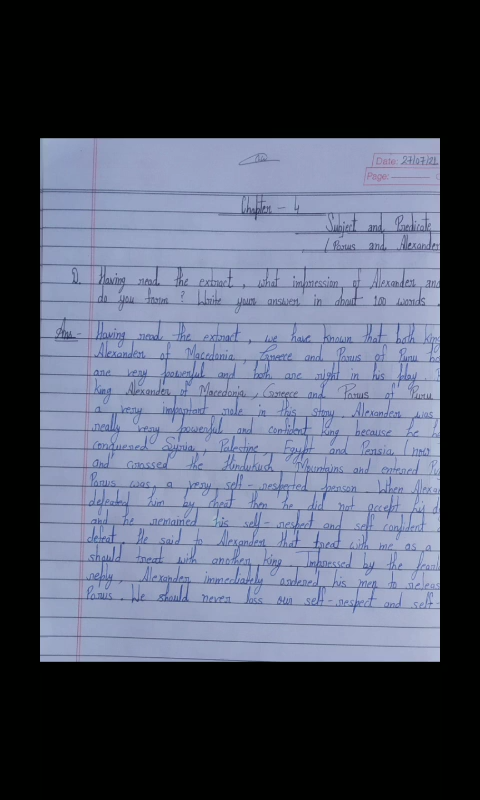 Date: 27/07/21
Page:
Chapter - 4
Subject and Predicate
( Porus and Alexander
D. Having read the extract, what impression of Alexander and
do you form? Write your answer in about 100 words.
Ans - Having read the extract, we have known that both king
Alexander of Macedonia, Greece and Porus of Puru
are very powerful and both are right in his play
king Alexander of Macedonia, Greece and Porus of Puru
a very important role in this story. Alexander was
really very powerful and confident king because he
conquered Syria, Palestine, Egypt and Persia, now
and crossed the Hindukush Mountains and entered
Porus was a very self-respected person. When
defeated him by cheat then he did not accept his
and he remained his self-respect and self confident
defeat. He said to Alexander that treat with me as a
should treat with another king. Impressed by the
reply, Alexander immediately ordered his men to
Porus. We should never loss our self-respect and self-